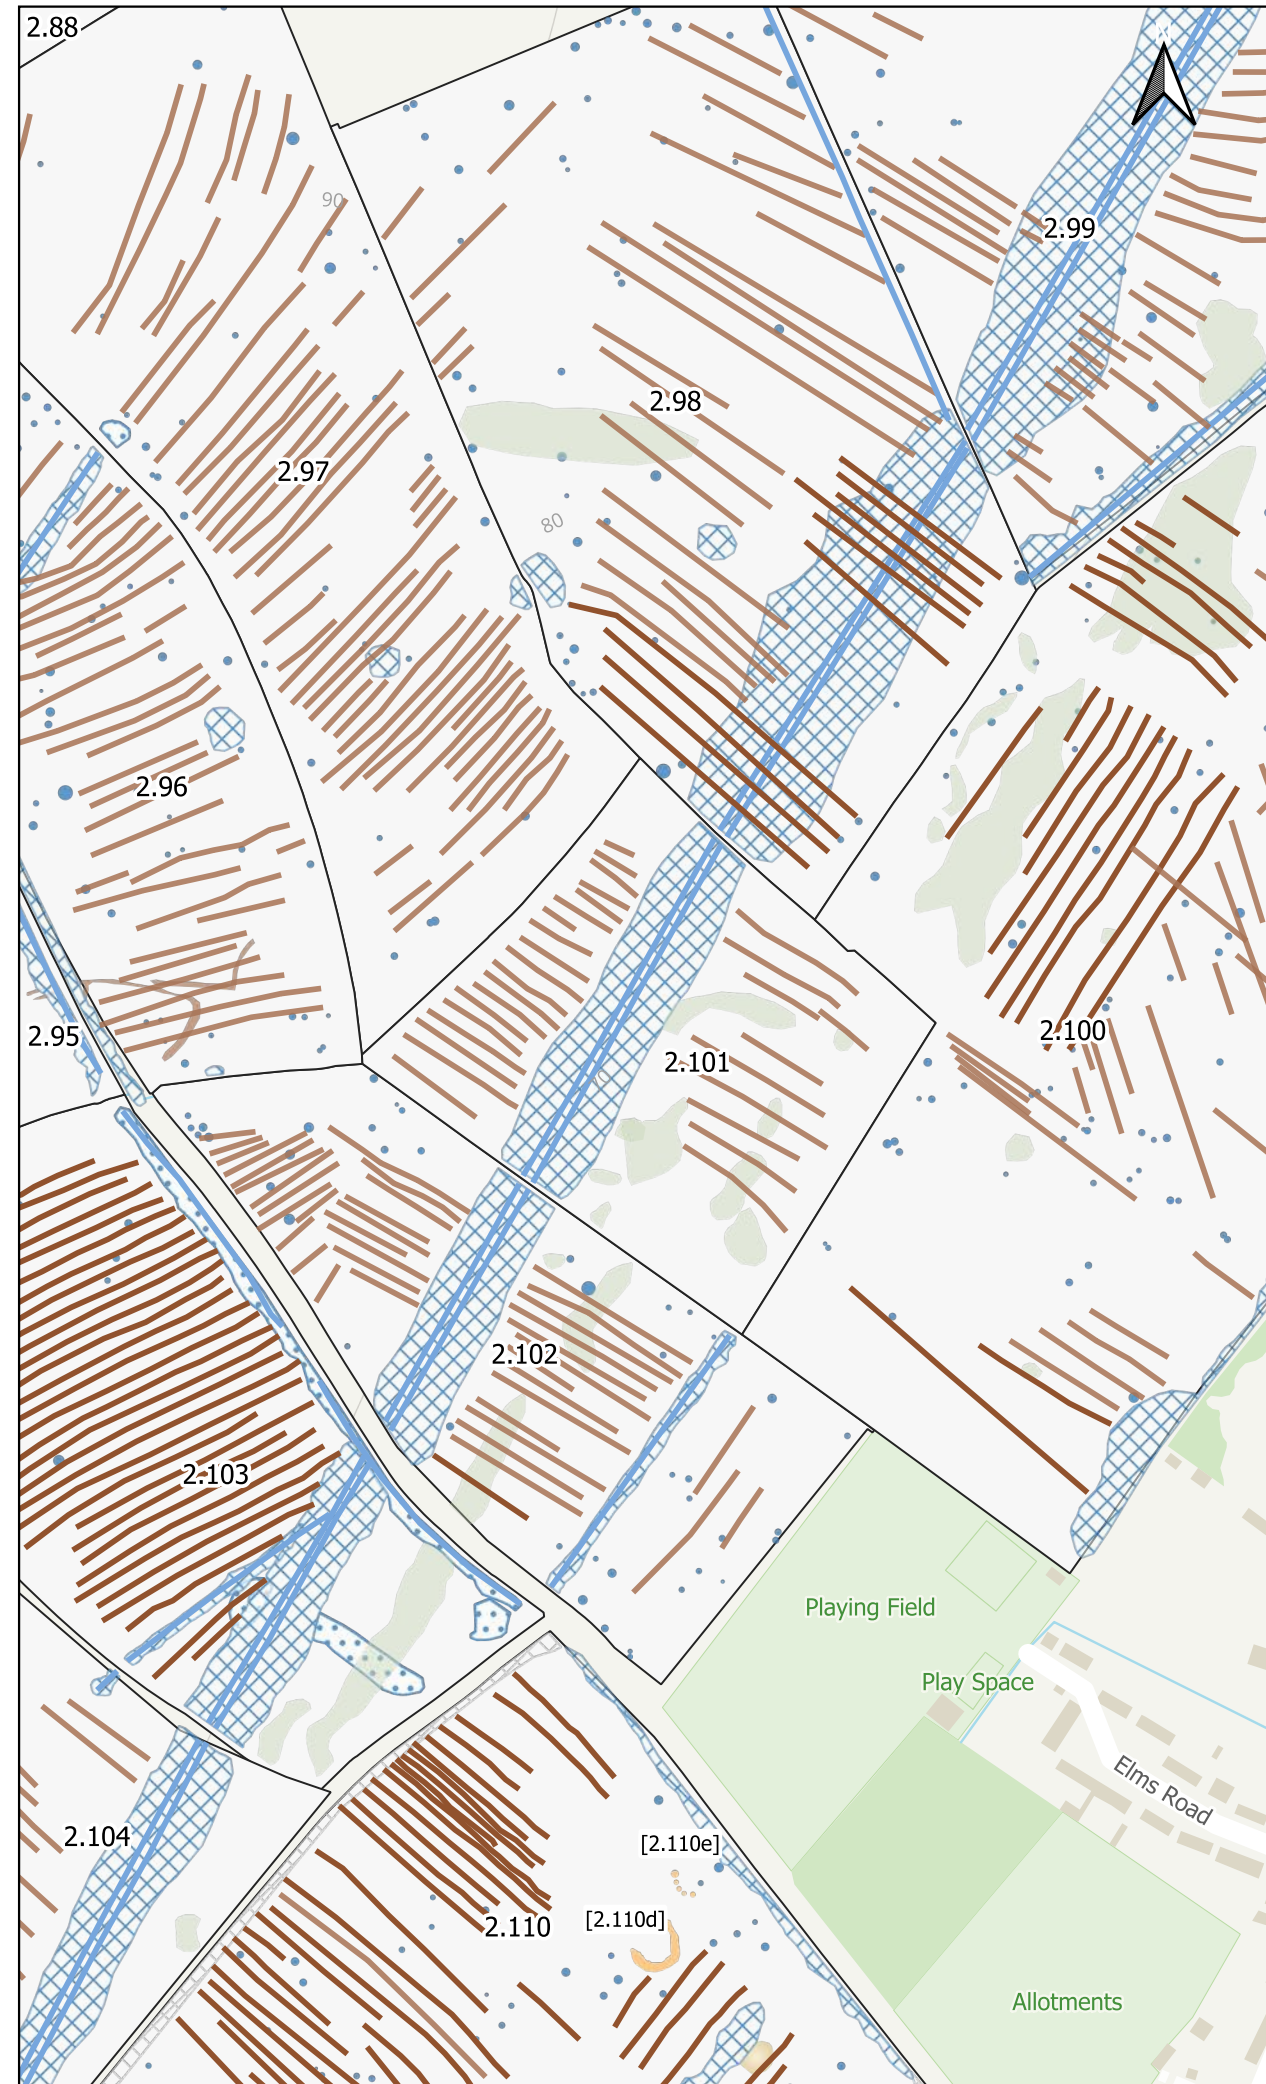 2.88
N
90
2.99
2.98
2.97
80
2.96
2.95
2.100
2.101
2.102
2.103
Playing Field
Play Space
Elms Road
2.104
[2.110e]
[2.110d]
2.110
Allotments